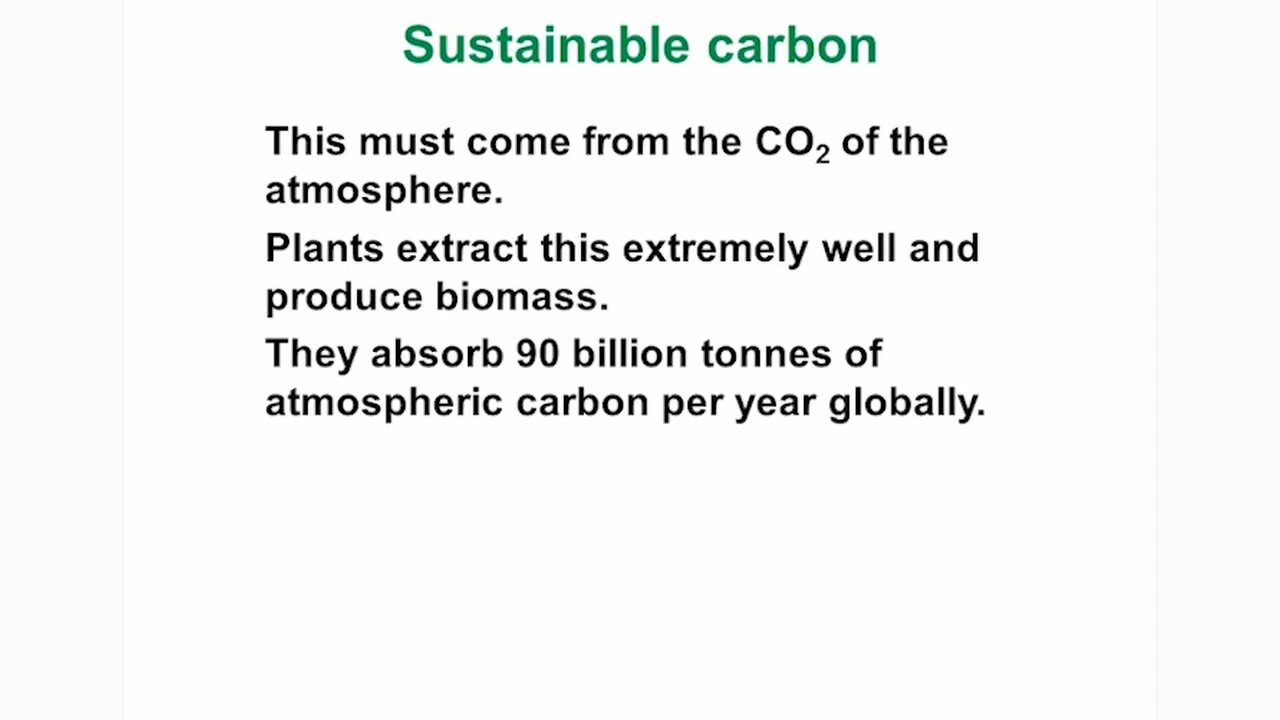 Sustainable carbon
This must come from the CO₂ of the
atmosphere.
Plants extract this extremely well and
produce biomass.
They absorb 90 billion tonnes of
atmospheric carbon per year globally.